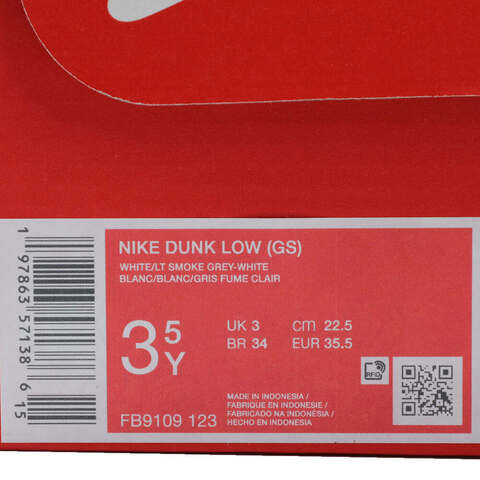 NIKE DUNK LOW (GS)
WHITE/LT SMOKE GREY-WHITE
BLANC/BLANC/GRIS FUME CLAIR
3 5Y
UK 3 cm 22.5
BR 34 EUR 35.5
RFID
MADE IN INDONESIA /
FABRIQUE EN INDONESIE /
FABRICADO NA INDONÉSIA /
HECHO EN INDONESIA
FB9109 123
1 97863 57138 6 15